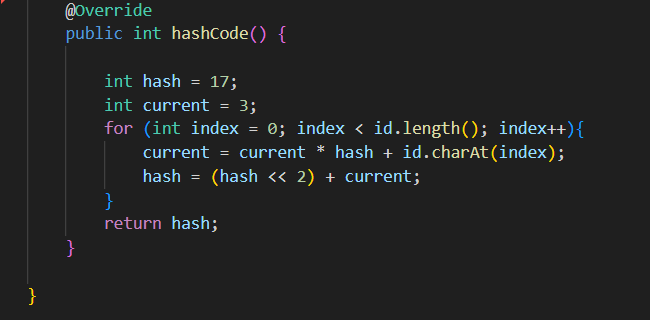 @Override
public int hashCode() {
int hash = 17;
int current = 3;
for (int index = 0; index < id.length(); index++){
current = current * hash + id.charAt(index);
hash = (hash << 2) + current;
}
return hash;
}
}